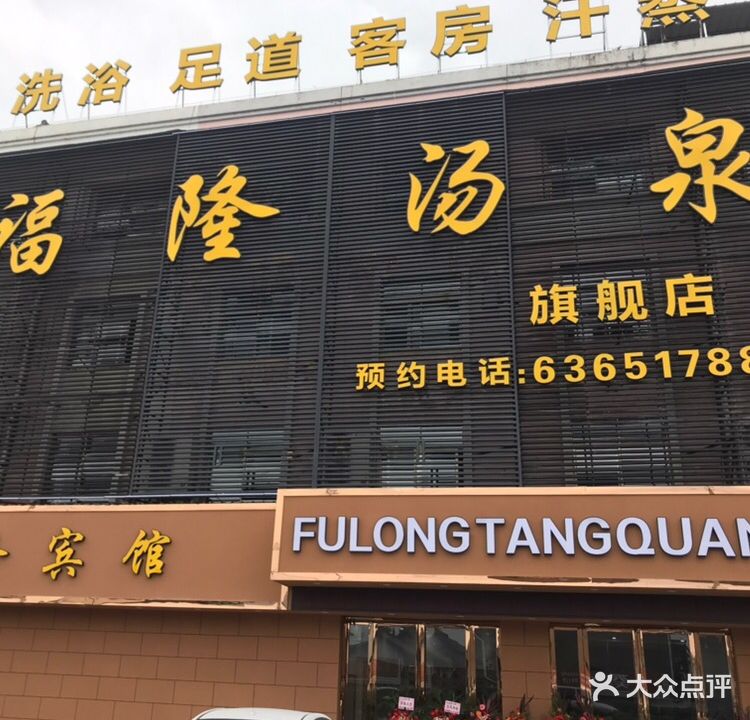 洗浴 足道 客房 汗蒸
福隆汤泉
旗舰店
预约电话:63651788
宾馆
FULONGTANGQUAN
大众点评